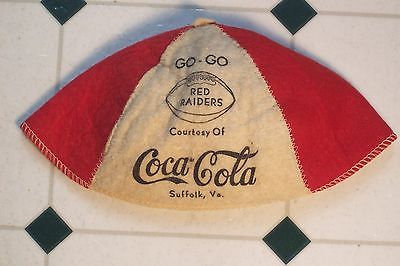 GO-GO
RED
RAIDERS
Courtesy Of
Coca-Cola
Suffolk, Va.